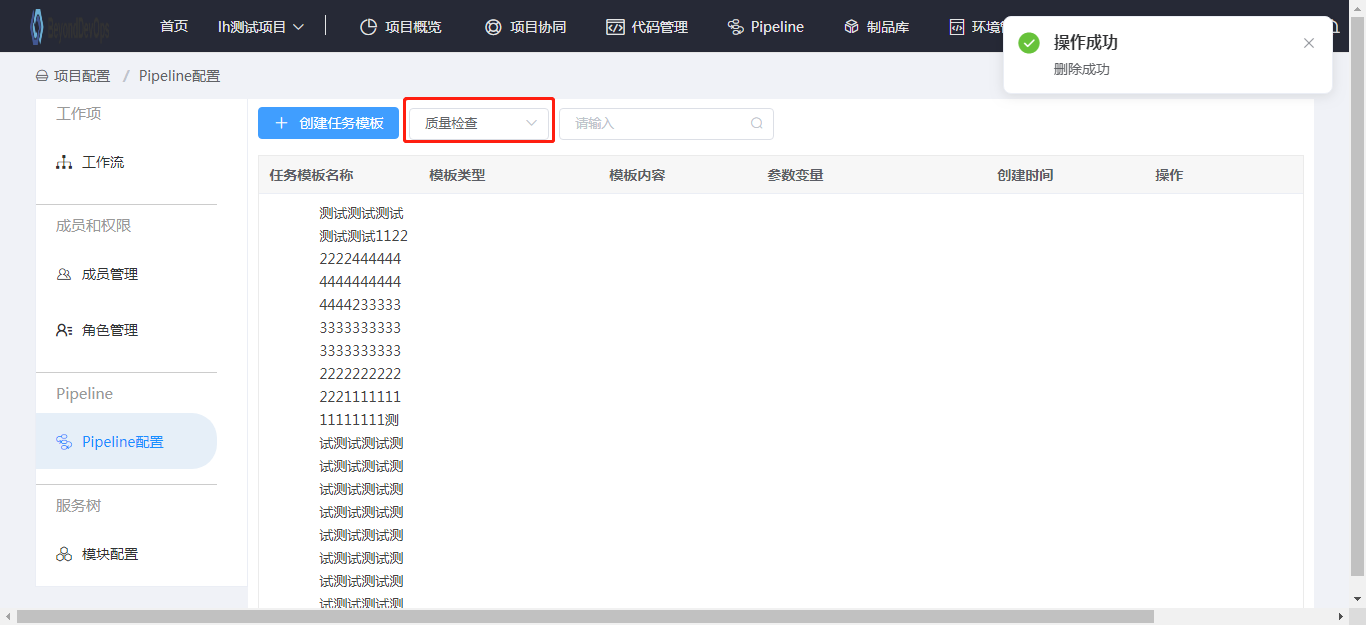 BeyondDevOps
首页
lh测试项目
项目概览
项目协同
代码管理
Pipeline
制品库
环境
操作成功
删除成功
项目配置 / Pipeline配置
工作项
工作流
成员和权限
成员管理
角色管理
Pipeline
Pipeline配置
服务树
模块配置
创建任务模板
质量检查
请输入
任务模板名称 模板类型 模板内容 参数变量 创建时间 操作
测试测试测试
测试测试1122
2222444444
4444444444
4444233333
3333333333
3333333333
2222222222
2221111111
11111111测
试测试测试测
试测试测试测
试测试测试测
试测试测试测
试测试测试测
试测试测试测
试测试测试测
试测试测试测